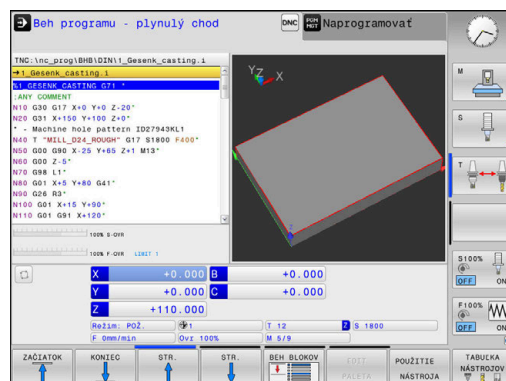 Beh programu - plynulý chod
DNC
PGM MGT
Naprogramovať
TNC:\nc_prog\BHB\DIN\1_Gesenk_casting.i
→1_Gesenk_casting.i
%1_GESENK_CASTING G71 *
;ANY COMMENT
N10 G30 G17 X+0 Y+0 Z-20*
N20 G31 X+150 Y+100 Z+0*
* - Machine hole pattern ID27943KL1
N40 T "MILL_D24_ROUGH" G17 S1800 F400*
N50 G00 G90 X-25 Y+65 Z+1 M13*
N60 G00 Z-5*
N70 G98 L1*
N80 G01 X+5 Y+80 G41*
N90 G26 R3*
N100 G01 X+15 Y+90*
N110 G01 G91 X+120*
Y Z X
Z
100% S-OVR
100% F-OVR LIMIT 1
X +0.000 B +0.000
Y +0.000 C +0.000
Z +110.000
Režim: POŽ. 1 T 12 Z S 1800
F 0mm/min Ovr 100% M 5/9
M
S
T
S100%
OFF ON
F100%
OFF ON
ZAČIATOK
KONIEC
STR.
STR.
BEH BLOKOV
EDIT
PALETA
POUŽITIE
NÁSTROJA
TABUĽKA
NÁSTROJOV